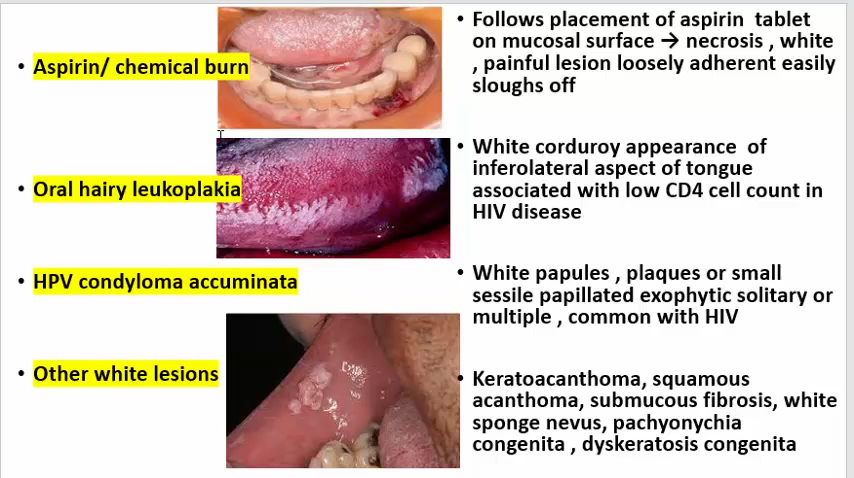 • Aspirin/ chemical burn
• Follows placement of aspirin tablet
on mucosal surface → necrosis , white
, painful lesion loosely adherent easily
sloughs off
• Oral hairy leukoplakia
• White corduroy appearance of
inferolateral aspect of tongue
associated with low CD4 cell count in
HIV disease
• HPV condyloma accuminata
• White papules , plaques or small
sessile papillated exophytic solitary or
multiple , common with HIV
• Other white lesions
• Keratoacanthoma, squamous
acanthoma, submucous fibrosis, white
sponge nevus, pachyonychia
congenita , dyskeratosis congenita